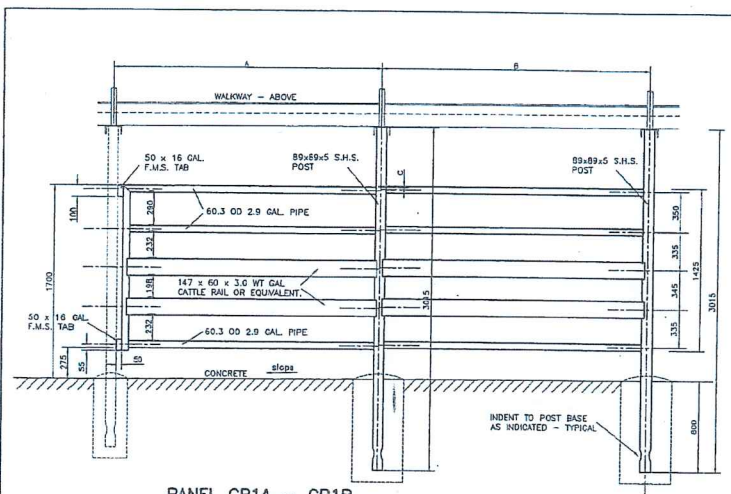 A
B
WALKWAY - ABOVE
50 x 16 GAL.
F.M.S. TAB
89x89x5 S.H.S.
POST
89x89x5 S.H.S.
POST
C
100
290
60.3 OD 2.9 GAL. PIPE
350
232
335
1700
1425
3015
147 x 60 x 3.0 WT GAL
CATTLE RAIL OR EQUIVALENT.
198
3045
345
50 x 16 GAL.
F.M.S. TAB
232
335
60.3 OD 2.9 GAL. PIPE
275
55
50
CONCRETE slope
INDENT TO POST BASE
AS INDICATED - TYPICAL
800